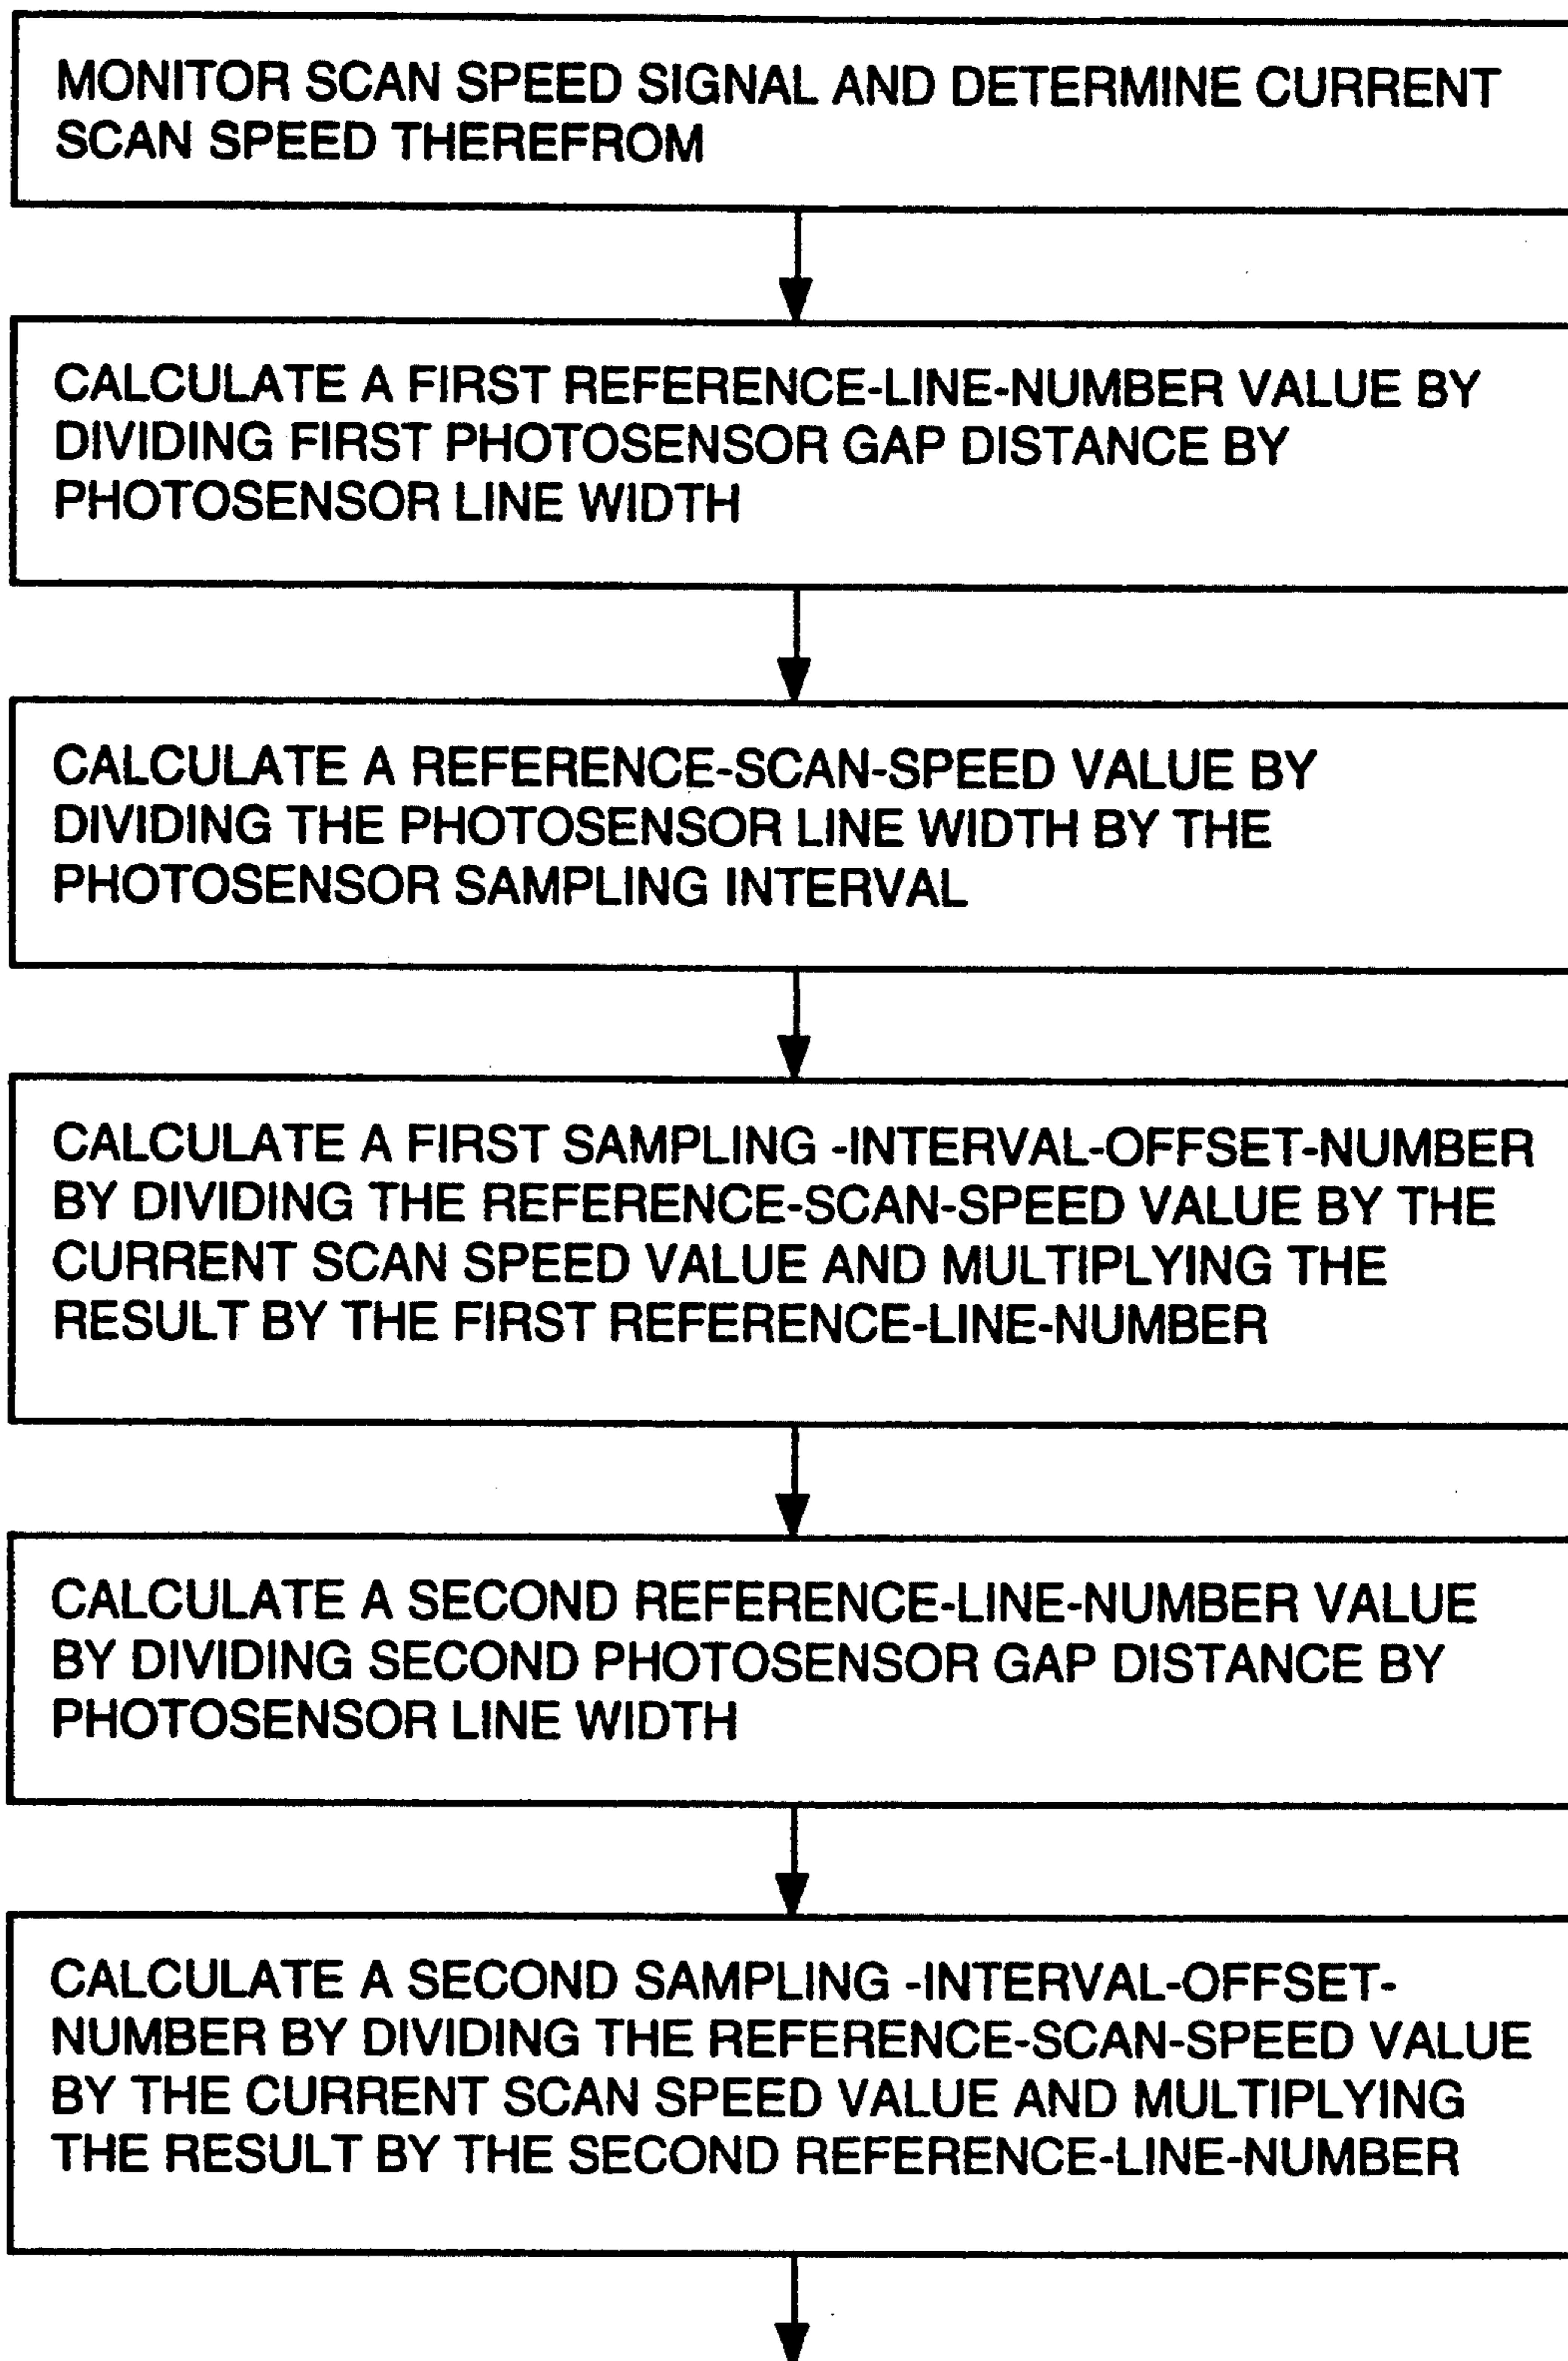 MONITOR SCAN SPEED SIGNAL AND DETERMINE CURRENT
SCAN SPEED THEREFROM
CALCULATE A FIRST REFERENCE-LINE-NUMBER VALUE BY
DIVIDING FIRST PHOTOSENSOR GAP DISTANCE BY
PHOTOSENSOR LINE WIDTH
CALCULATE A REFERENCE-SCAN-SPEED VALUE BY
DIVIDING THE PHOTOSENSOR LINE WIDTH BY THE
PHOTOSENSOR SAMPLING INTERVAL
CALCULATE A FIRST SAMPLING -INTERVAL-OFFSET-NUMBER
BY DIVIDING THE REFERENCE-SCAN-SPEED VALUE BY THE
CURRENT SCAN SPEED VALUE AND MULTIPLYING THE
RESULT BY THE FIRST REFERENCE-LINE-NUMBER
CALCULATE A SECOND REFERENCE-LINE-NUMBER VALUE
BY DIVIDING SECOND PHOTOSENSOR GAP DISTANCE BY
PHOTOSENSOR LINE WIDTH
CALCULATE A SECOND SAMPLING -INTERVAL-OFFSET-
NUMBER BY DIVIDING THE REFERENCE-SCAN-SPEED VALUE
BY THE CURRENT SCAN SPEED VALUE AND MULTIPLYING
THE RESULT BY THE SECOND REFERENCE-LINE-NUMBER